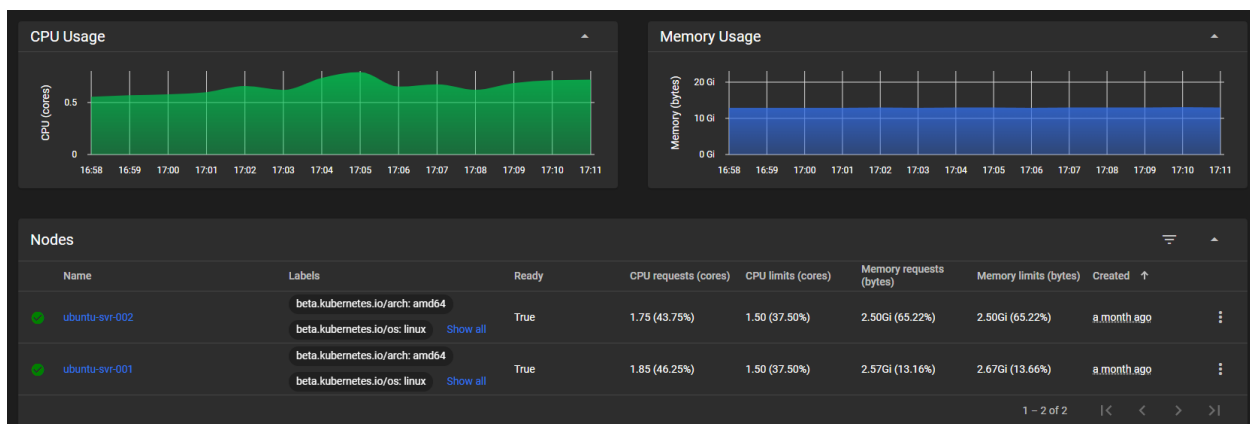 CPU Usage
CPU (cores)
0.5
0
16:58 16:59 17:00 17:01 17:02 17:03 17:04 17:05 17:06 17:07 17:08 17:09 17:10 17:11
Memory Usage
Memory (bytes)
20 Gi
10 Gi
0 Gi
16:58 16:59 17:00 17:01 17:02 17:03 17:04 17:05 17:06 17:07 17:08 17:09 17:10 17:11
Nodes
Name Labels Ready CPU requests (cores) CPU limits (cores) Memory requests (bytes) Memory limits (bytes) Created
beta.kubernetes.io/arch: amd64
ubuntu-svr-002 beta.kubernetes.io/os: linux Show all True 1.75 (43.75%) 1.50 (37.50%) 2.50Gi (65.22%) 2.50Gi (65.22%) a month ago
beta.kubernetes.io/arch: amd64
ubuntu-svr-001 beta.kubernetes.io/os: linux Show all True 1.85 (46.25%) 1.50 (37.50%) 2.57Gi (13.16%) 2.67Gi (13.66%) a month ago
1 – 2 of 2